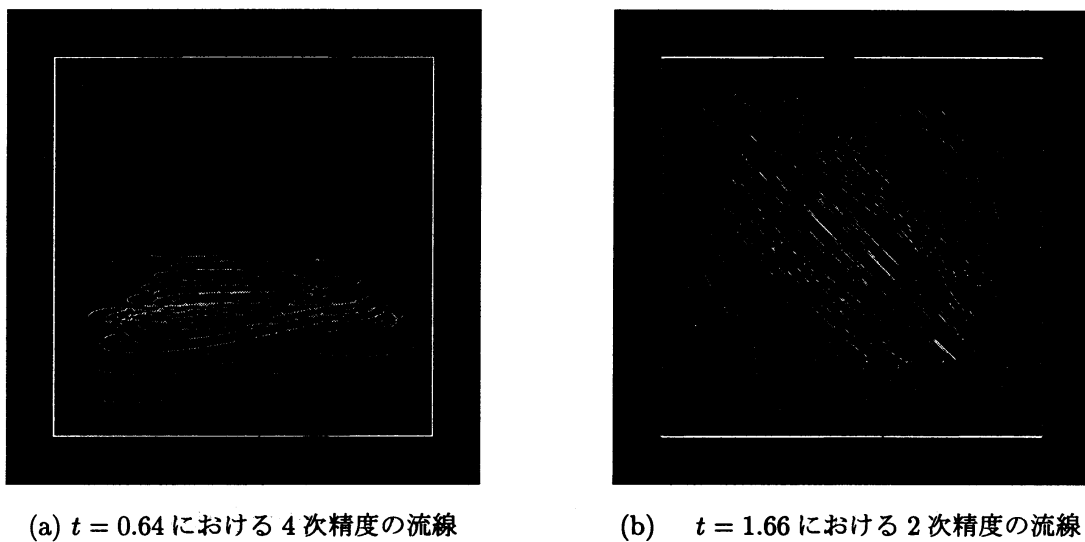 (a) t = 0.64 における 4 次精度の流線
(b) t = 1.66 における 2 次精度の流線